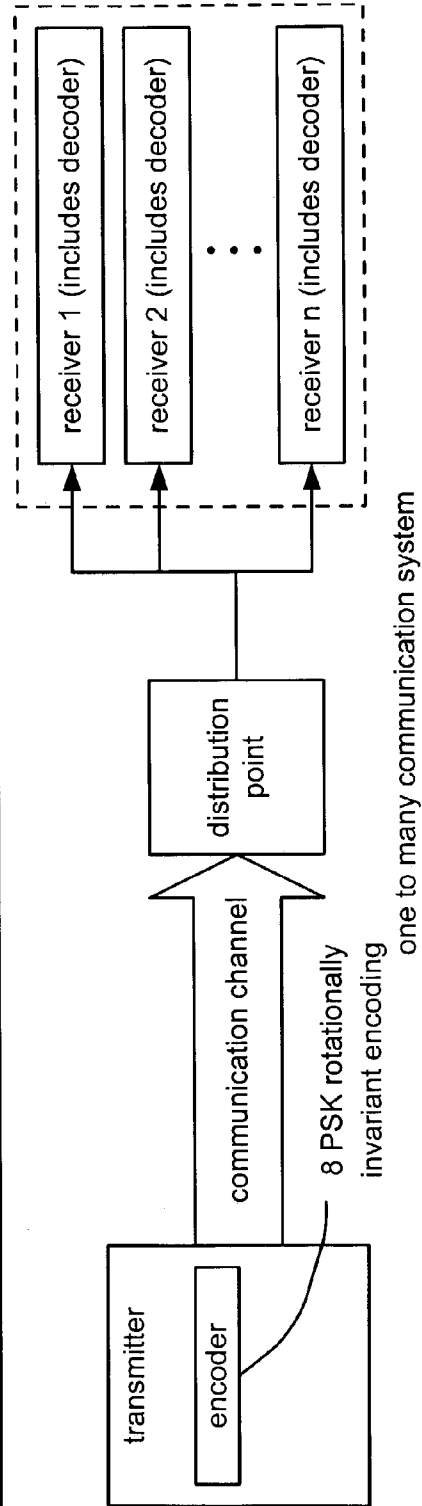 transmitter
encoder
8 PSK rotationally
invariant encoding
communication channel
distribution
point
receiver 1 (includes decoder)
receiver 2 (includes decoder)
• • •
receiver n (includes decoder)
one to many communication system